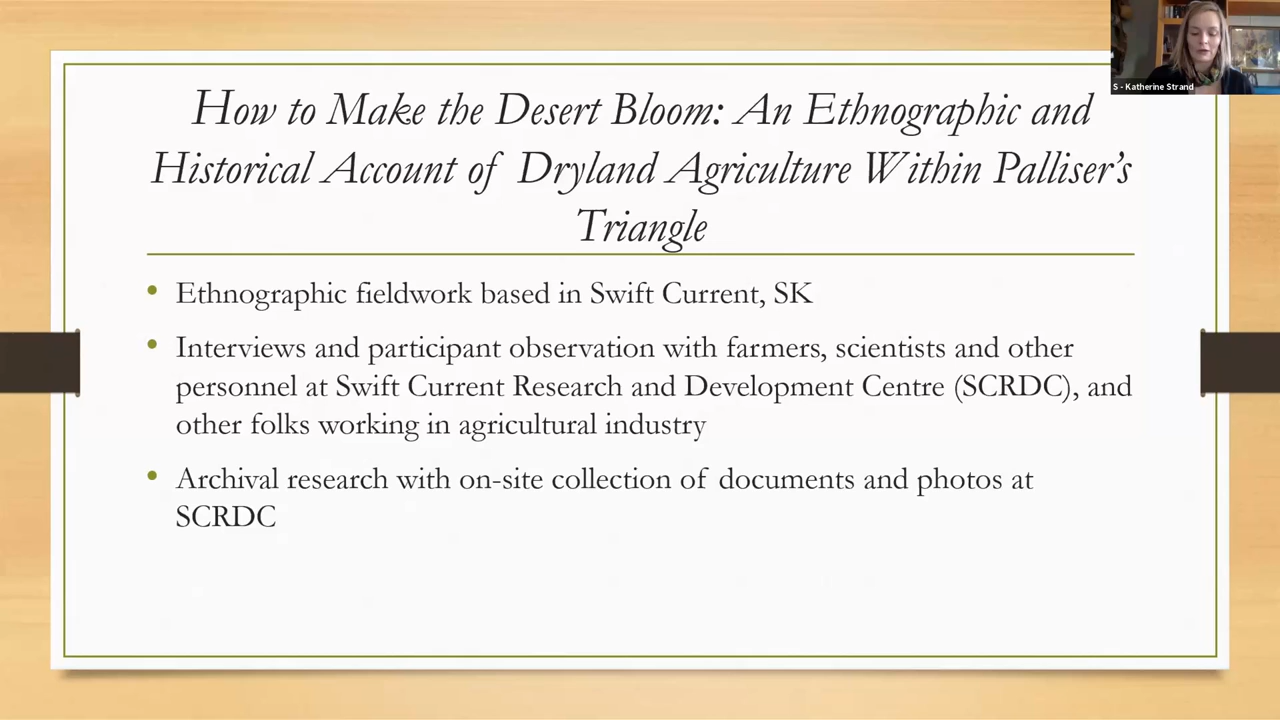 S - Katherine Strand
How to Make the Desert Bloom: An Ethnographic and
Historical Account of Dryland Agriculture Within Palliser's
Triangle
• Ethnographic fieldwork based in Swift Current, SK
• Interviews and participant observation with farmers, scientists and other
personnel at Swift Current Research and Development Centre (SCRDC), and
other folks working in agricultural industry
• Archival research with on-site collection of documents and photos at
SCRDC